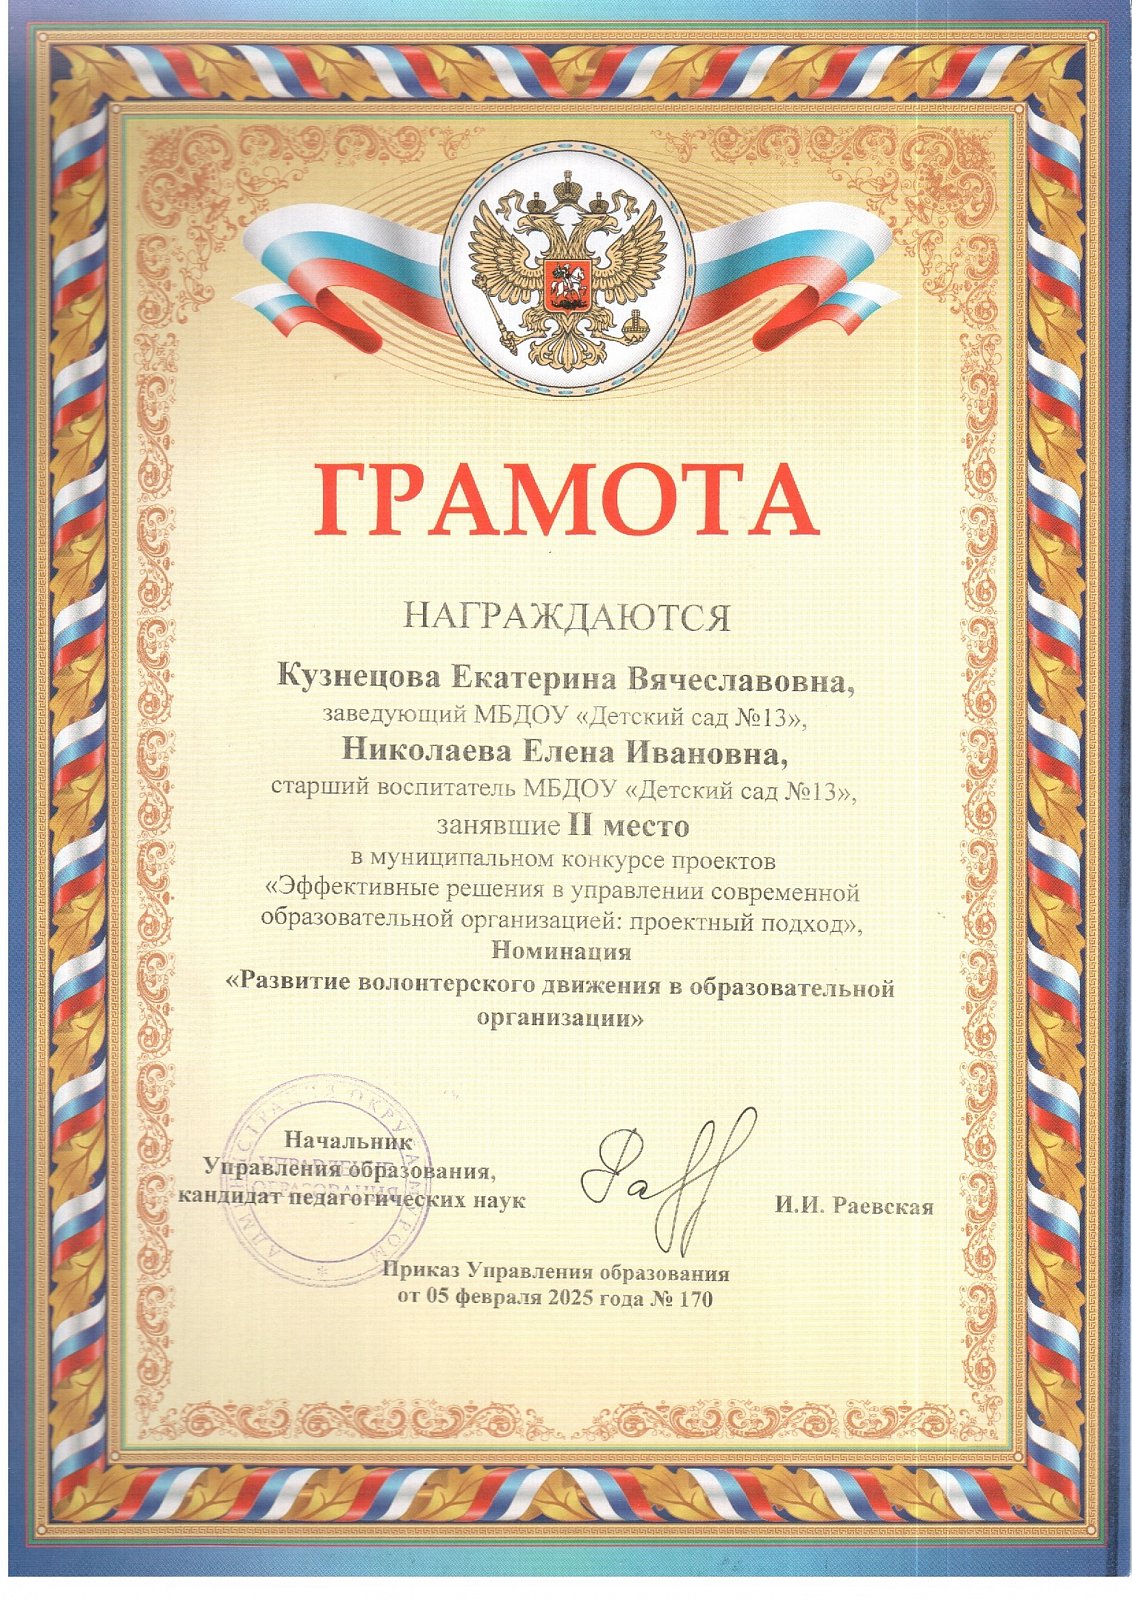 ГРАМОТА
НАГРАЖДАЮТСЯ
Кузнецова Екатерина Вячеславовна,
заведующий МБДОУ «Детский сад №13»,
Николаева Елена Ивановна,
старший воспитатель МБДОУ «Детский сад №13»,
занявшие II место
в муниципальном конкурсе проектов
«Эффективные решения в управлении современной
образовательной организацией: проектный подход»,
Номинация
«Развитие волонтерского движения в образовательной
организации»
Начальник
Управления образования,
кандидат педагогических наук
И.И. Раевская
УПРАВЛЕНИЕ
ОБРАЗОВАНИЯ
Приказ Управления образования
от 05 февраля 2025 года № 170